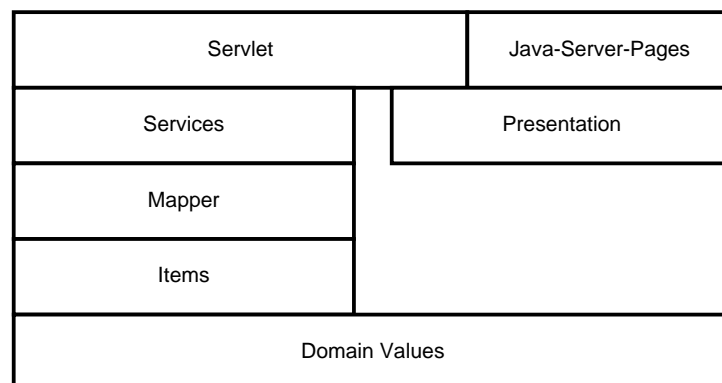 Servlet
Java-Server-Pages
Services
Presentation
Mapper
Items
Domain Values